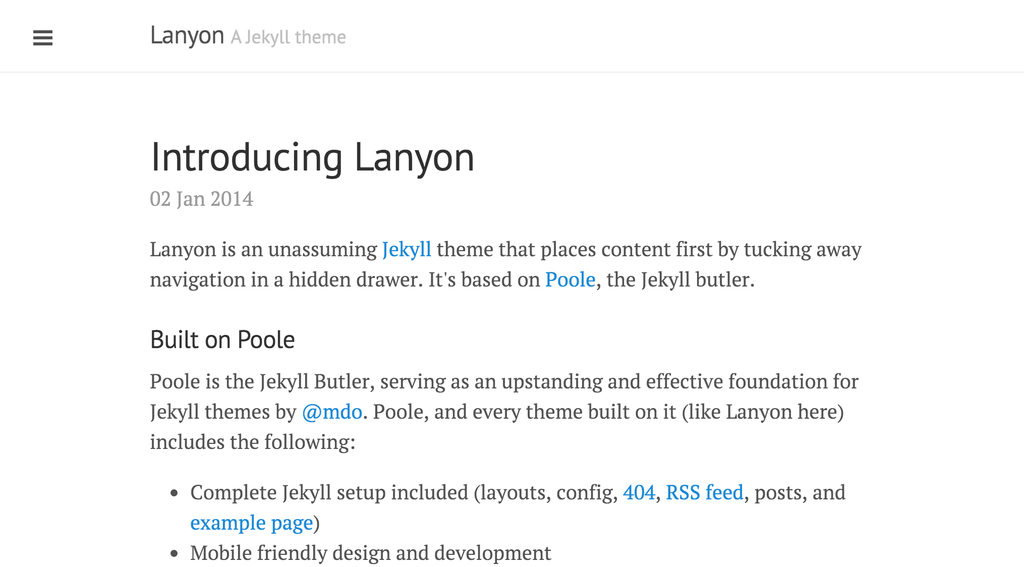 Lanyon A Jekyll theme
Introducing Lanyon
02 Jan 2014
Lanyon is an unassuming Jekyll theme that places content first by tucking away
navigation in a hidden drawer. It's based on Poole, the Jekyll butler.
Built on Poole
Poole is the Jekyll Butler, serving as an upstanding and effective foundation for
Jekyll themes by @mdo. Poole, and every theme built on it (like Lanyon here)
includes the following:
• Complete Jekyll setup included (layouts, config, 404, RSS feed, posts, and
example page)
• Mobile friendly design and development